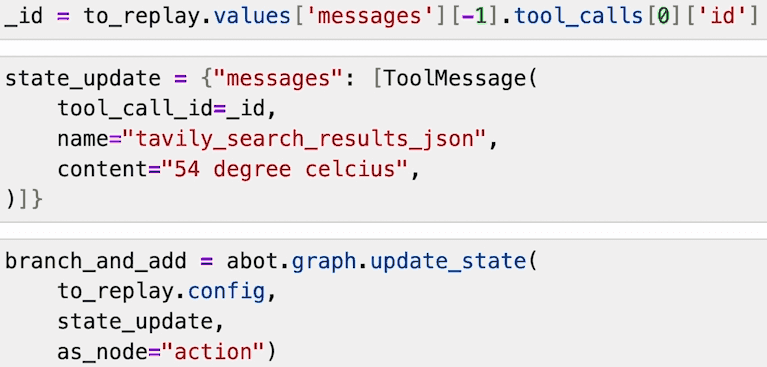 _id = to_replay.values['messages'][-1].tool_calls[0]['id']
state_update = {"messages": [ToolMessage(
    tool_call_id=_id,
    name="tavily_search_results_json",
    content="54 degree celcius",
)]}
branch_and_add = abot.graph.update_state(
    to_replay.config,
    state_update,
    as_node="action")